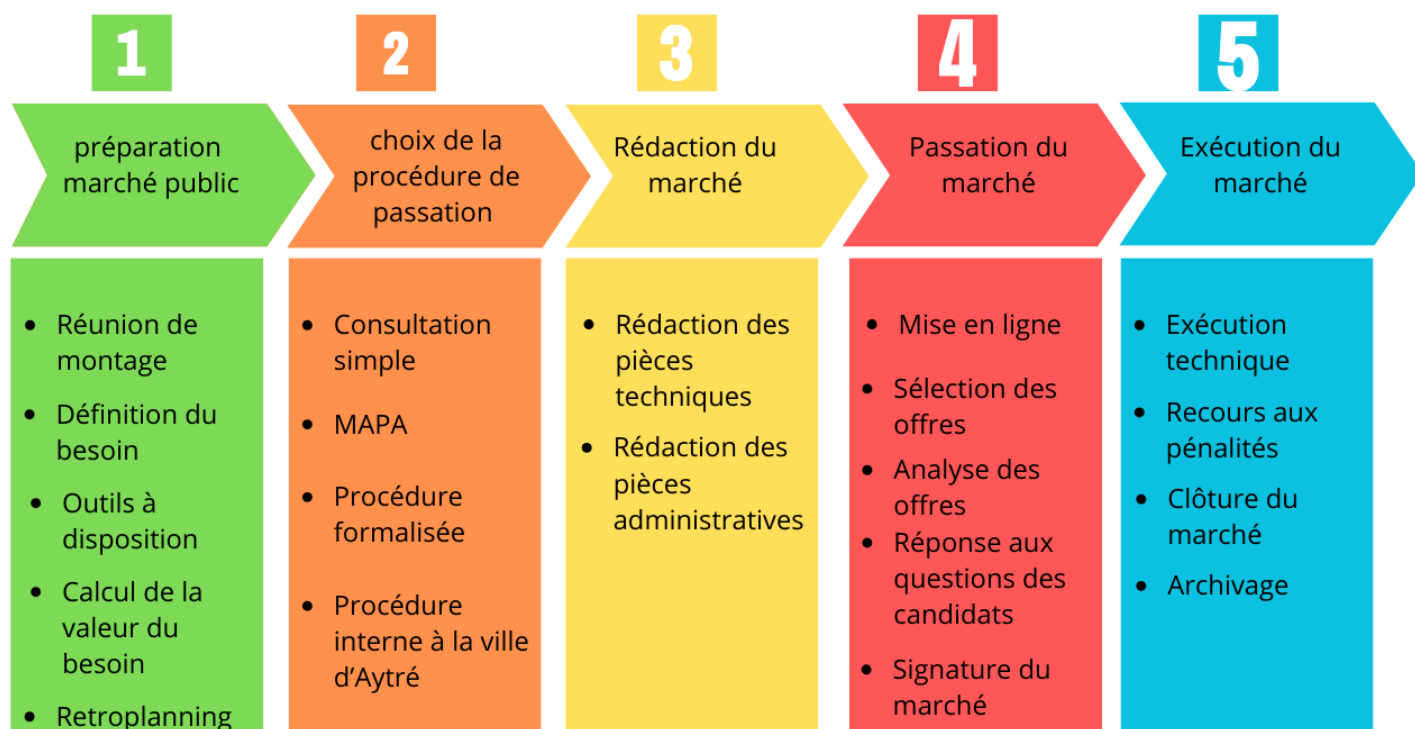 1
préparation
marché public
Réunion de
montage
Définition du
besoin
Outils à
disposition
Calcul de la
valeur du
besoin
Retroplanning
2
choix de la
procédure de
passation
Consultation
simple
MAPA
Procédure
formalisée
Procédure
interne à la ville
d’Aytré
3
Rédaction du
marché
Rédaction des
pièces
techniques
Rédaction des
pièces
administratives
4
Passation du
marché
Mise en ligne
Sélection des
offres
Analyse des
offres
Réponse aux
questions des
candidats
Signature du
marché
5
Exécution du
marché
Exécution
technique
Recours aux
pénalités
Clôture du
marché
Archivage